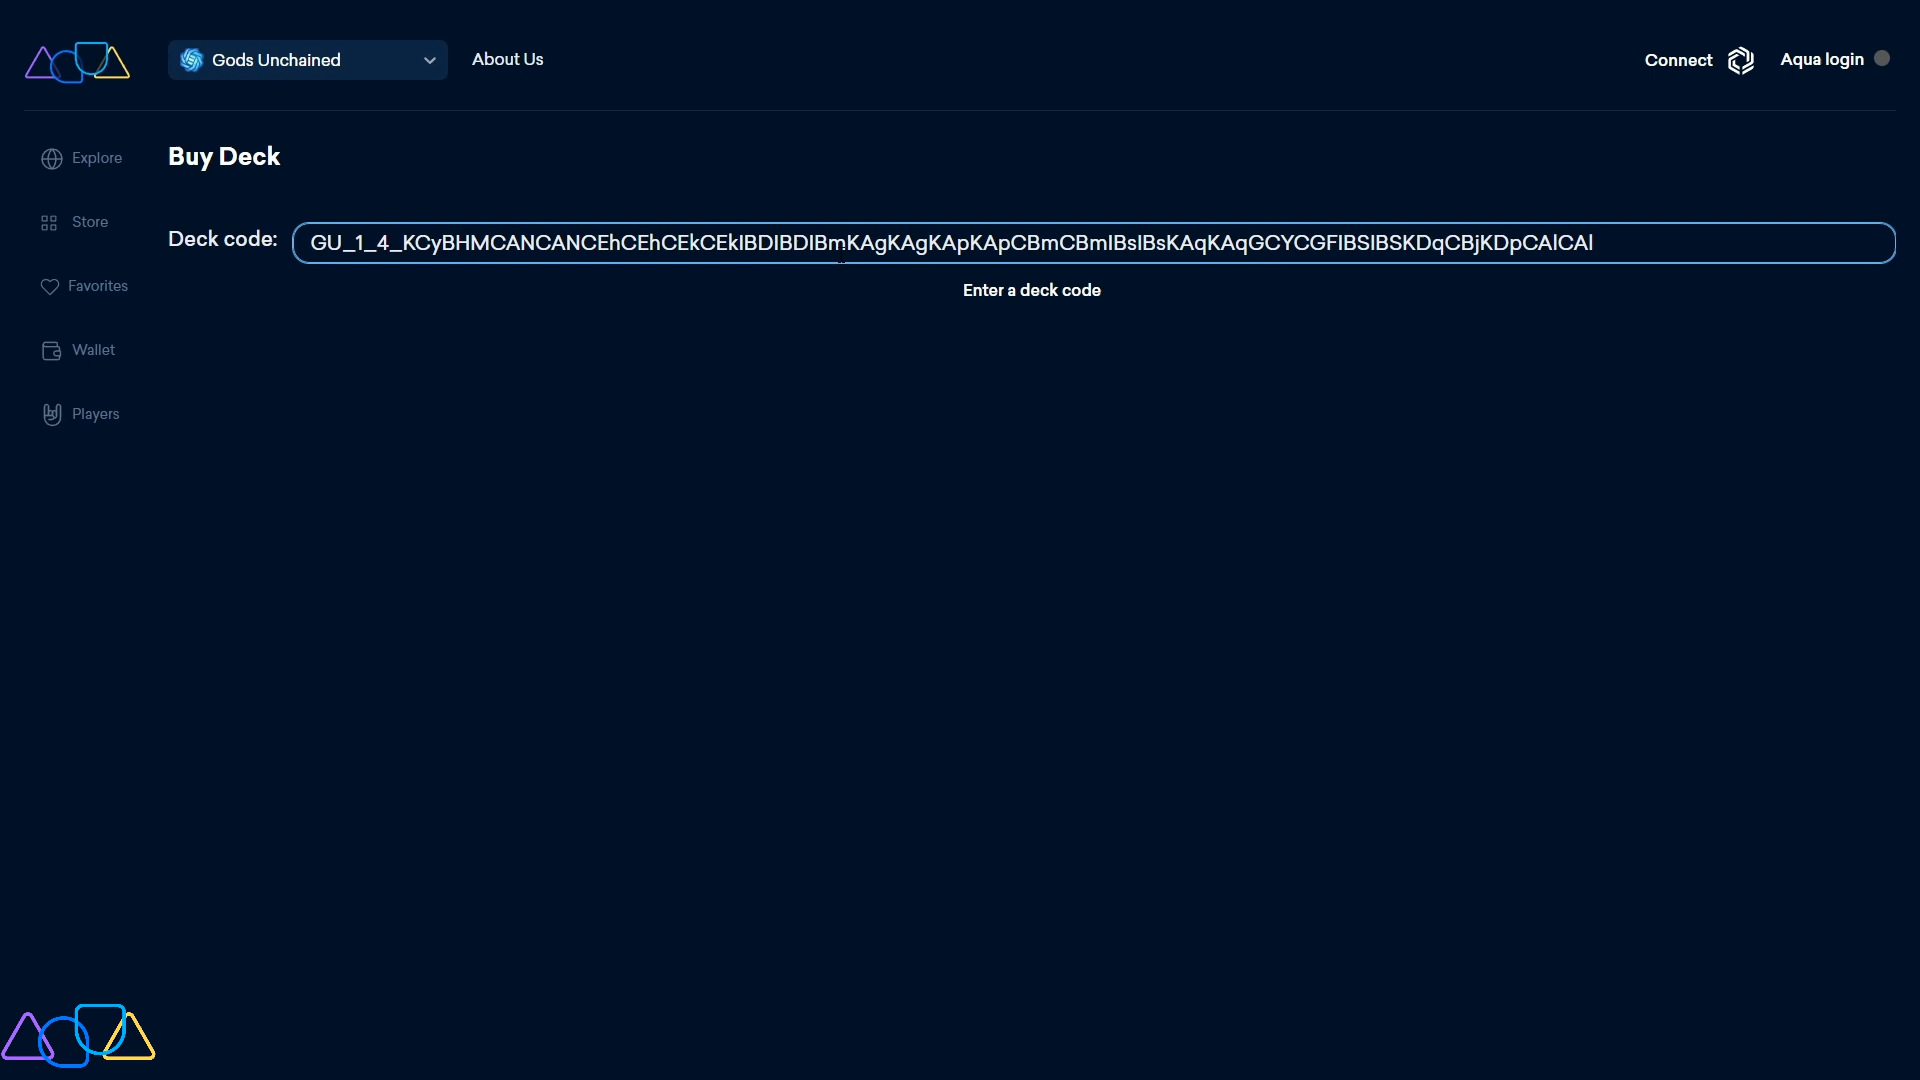 Gods Unchained
About Us
Connect
Aqua login
Explore
Store
Favorites
Wallet
Players
Buy Deck
Deck code:
GU_1_4_KCyBHMCANCANCEhCEhCEkCEkIBDIBDIBmKAgKAgKApKApCBmCBmIBsIBsKAqKAqGCYCGFIBSIBSKDqCBjKDpCAICAI
Enter a deck code